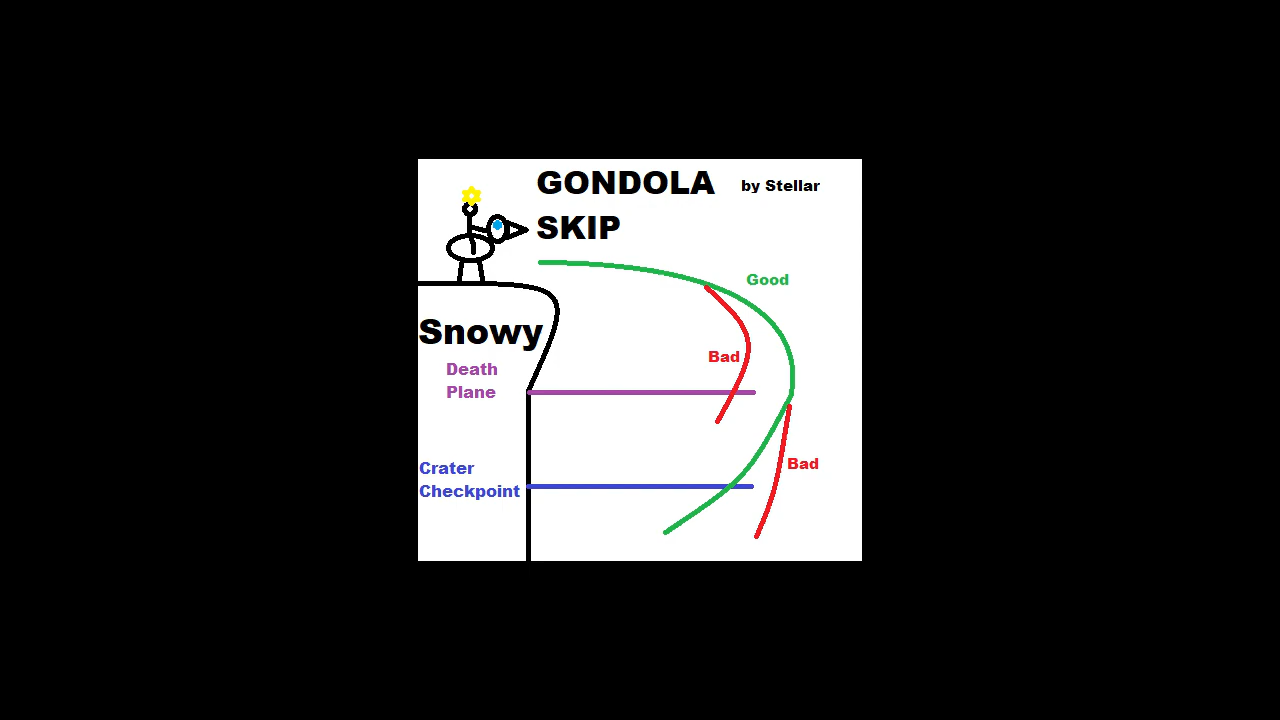 GONDOLA
SKIP
by Stellar
Good
Snowy
Bad
Death
Plane
Bad
Crater
Checkpoint